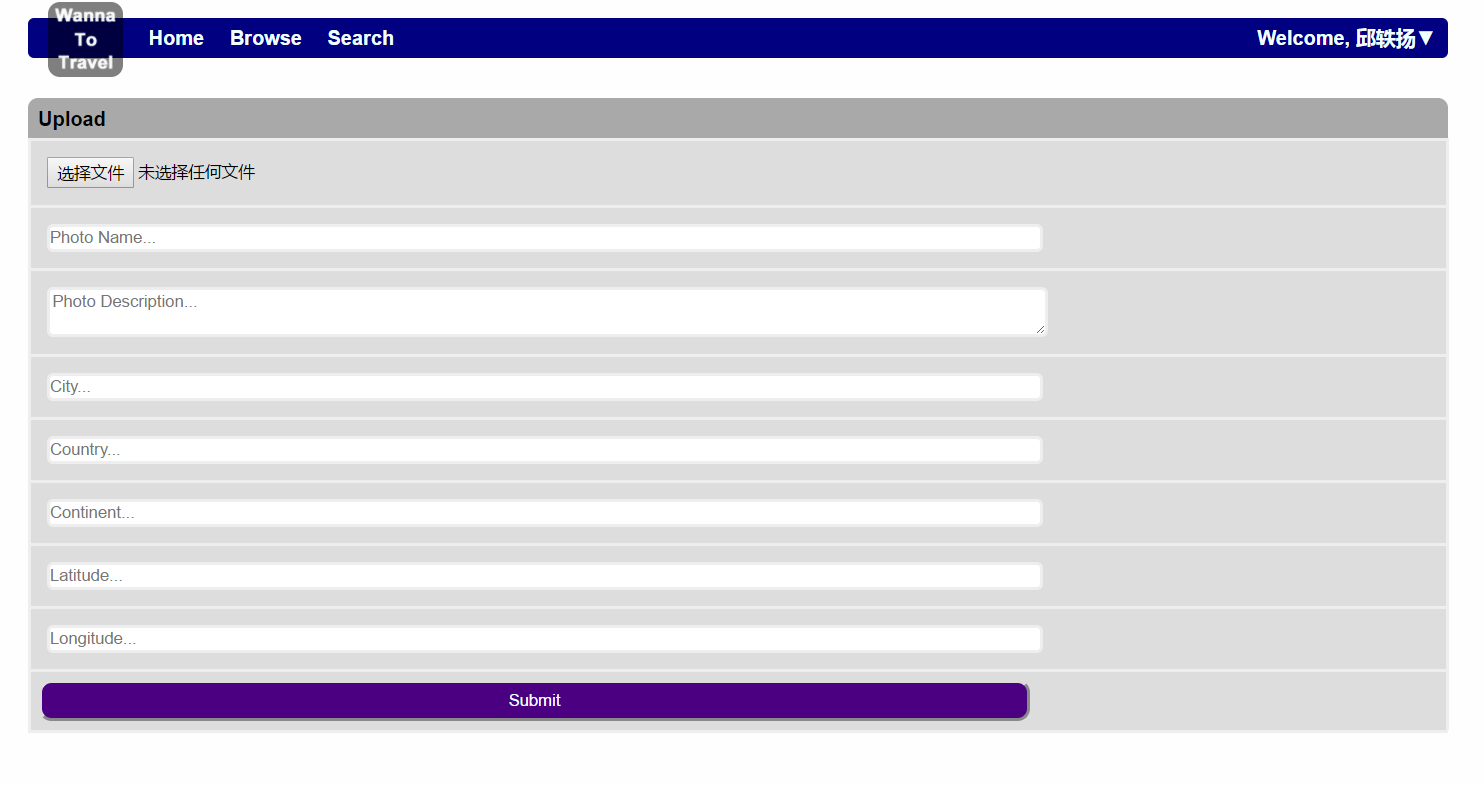 Wanna
To
Travel
Home Browse Search Welcome, 邱轶扬▼
Upload
选择文件 未选择任何文件
Photo Name...
Photo Description...
City...
Country...
Continent...
Latitude...
Longitude...
Submit